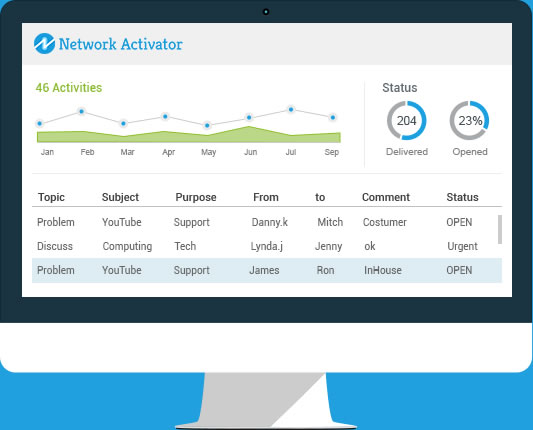 Network Activator
46 Activities
Status
204
23%
Delivered
Opened
Jan Feb Mar Apr May Jun Jul Sep
Topic Subject Purpose From to Comment Status
Problem YouTube Support Danny.k Mitch Costumer OPEN
Discuss Computing Tech Lynda.j Jenny ok Urgent
Problem YouTube Support James Ron InHouse OPEN